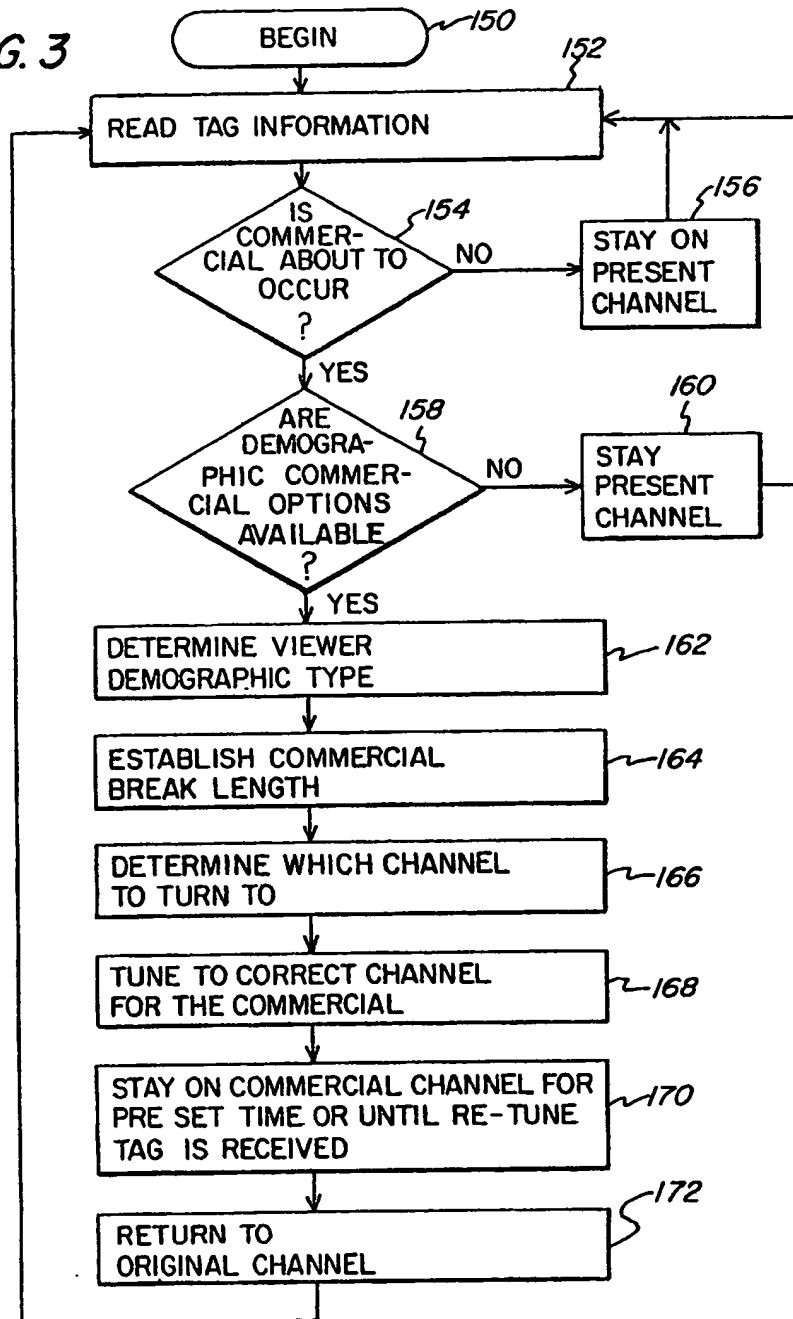 G. 3
BEGIN
150
152
READ TAG INFORMATION
IS
COMMER-
CIAL ABOUT TO
OCCUR
?
154
NO
156
STAY ON
PRESENT
CHANNEL
YES
ARE
DEMOGRA-
PHIC COMMER-
CIAL OPTIONS
AVAILABLE
?
158
NO
160
STAY
PRESENT
CHANNEL
YES
DETERMINE VIEWER
DEMOGRAPHIC TYPE
162
ESTABLISH COMMERCIAL
BREAK LENGTH
164
DETERMINE WHICH CHANNEL
TO TURN TO
166
TUNE TO CORRECT CHANNEL
FOR THE COMMERCIAL
168
STAY ON COMMERCIAL CHANNEL FOR
PRE SET TIME OR UNTIL RE-TUNE
TAG IS RECEIVED
170
RETURN TO
ORIGINAL CHANNEL
172